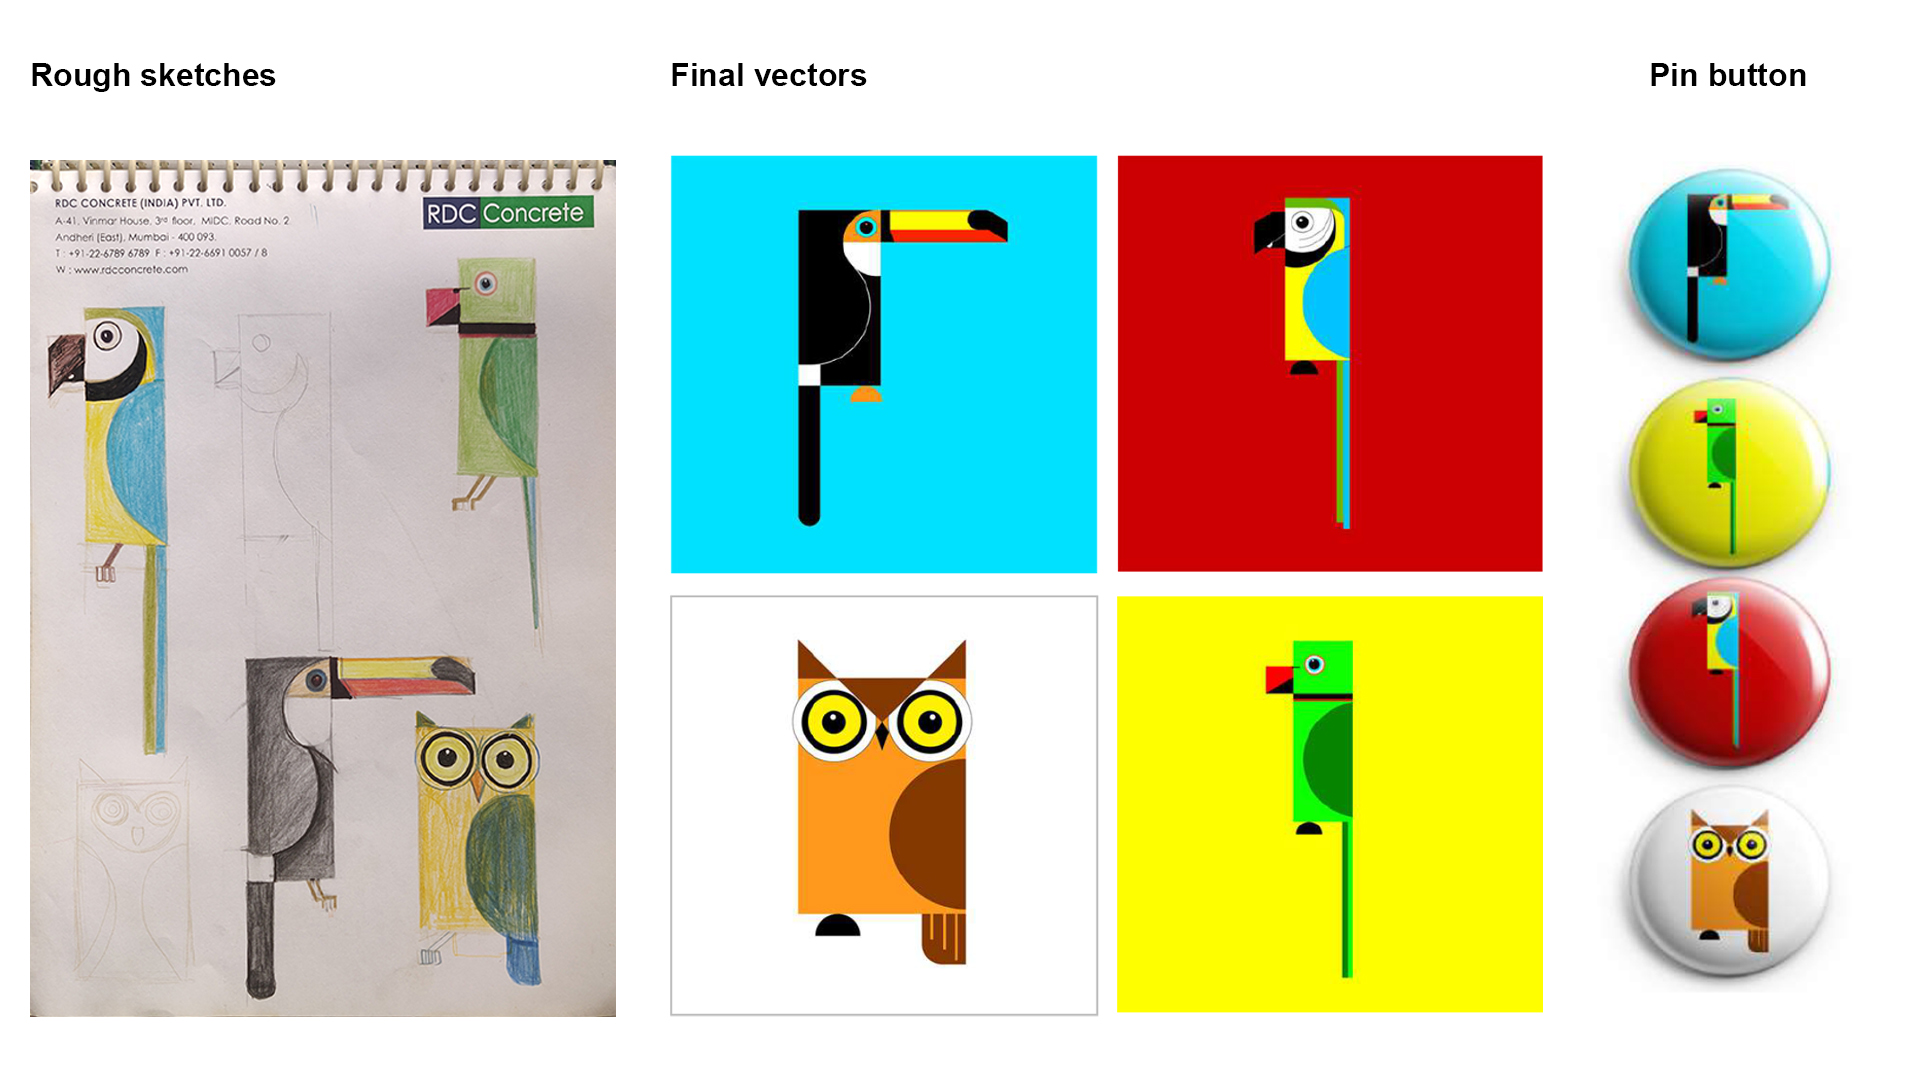 Rough sketches
Final vectors
Pin button
RDC CONCRETE (INDIA) PVT. LTD.
A-41, Vinmar House, 3rd floor, MIDC, Road No. 2,
Andheri (East), Mumbai - 400 093.
T : +91-22-6789 6789 F : +91-22-6691 0057 / 8
W : www.rdcconcrete.com
RDC Concrete